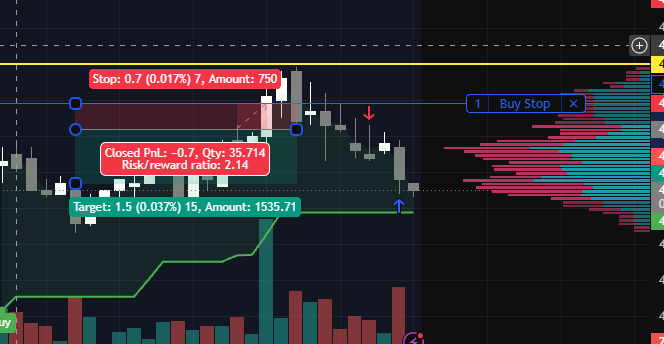 Stop: 0.7 (0.017%) 7, Amount: 750
1 Buy Stop ×
Closed PnL: −0.7, Qty: 35.714
Risk/reward ratio: 2.14
Target: 1.5 (0.037%) 15, Amount: 1535.71